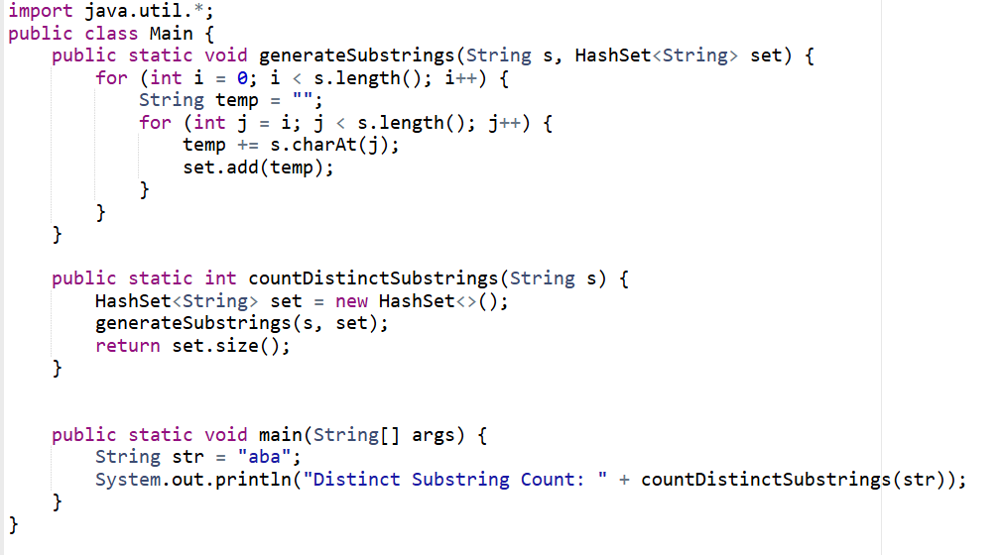 import java.util.*;
public class Main {
    public static void generateSubstrings(String s, HashSet<String> set) {
        for (int i = 0; i < s.length(); i++) {
            String temp = "";
            for (int j = i; j < s.length(); j++) {
                temp += s.charAt(j);
                set.add(temp);
            }
        }
    }

    public static int countDistinctSubstrings(String s) {
        HashSet<String> set = new HashSet<>();
        generateSubstrings(s, set);
        return set.size();
    }


    public static void main(String[] args) {
        String str = "aba";
        System.out.println("Distinct Substring Count: " + countDistinctSubstrings(str));
    }
}